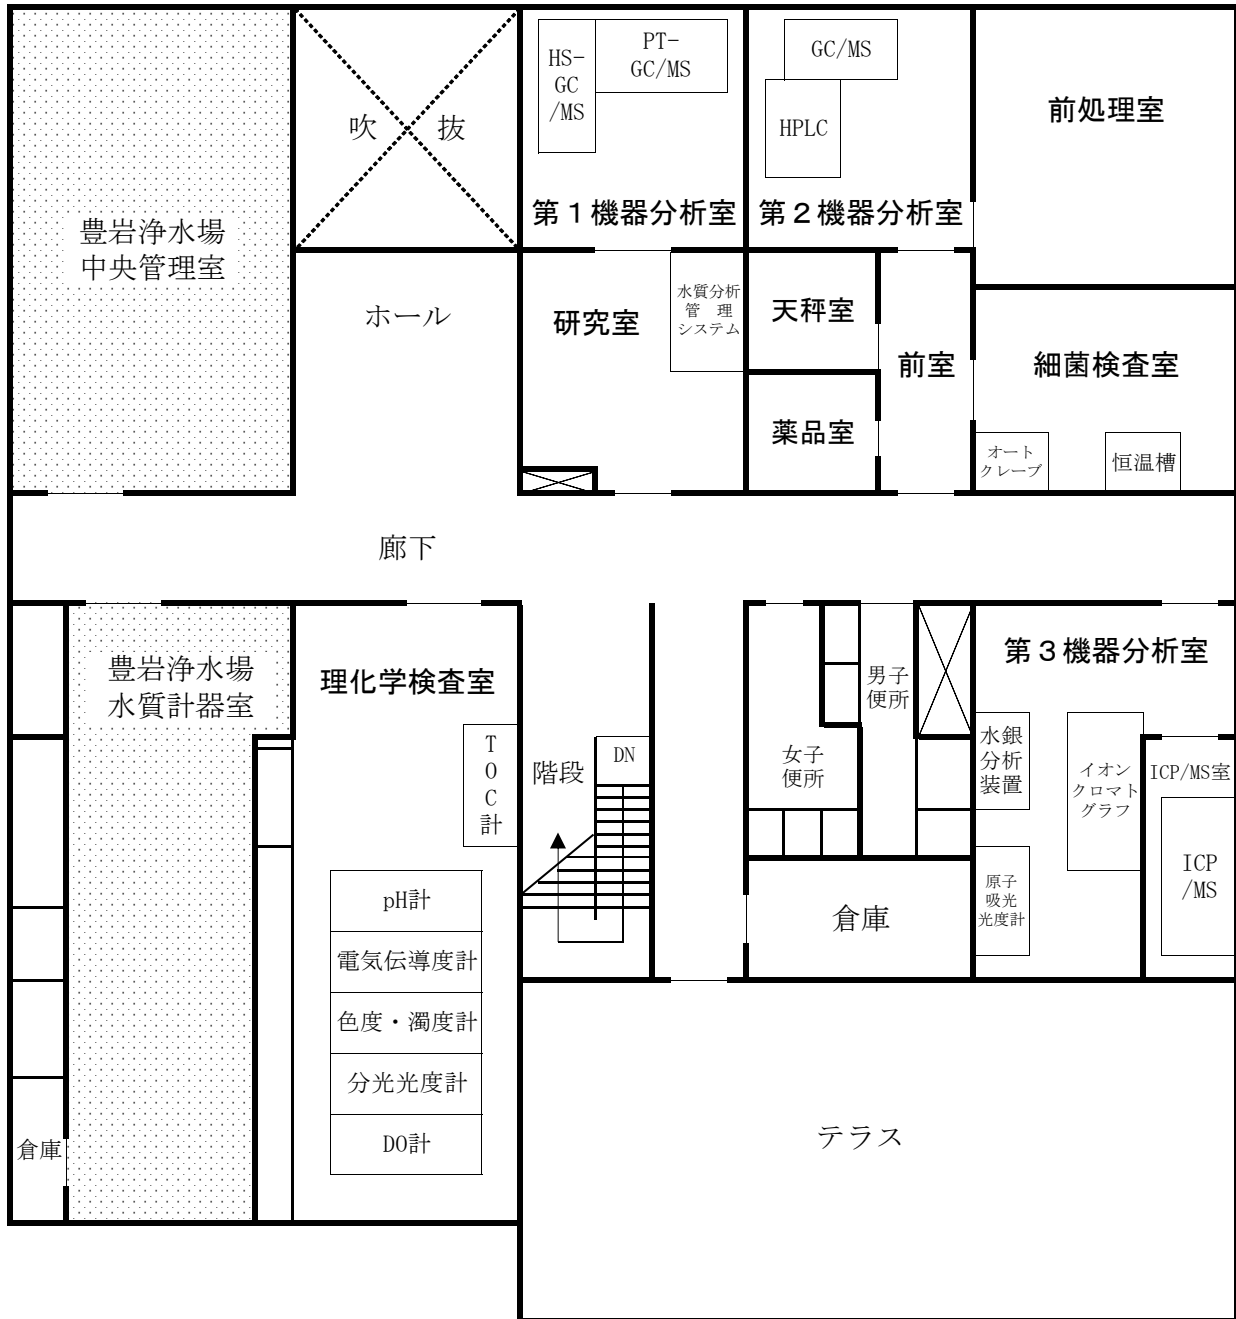 HS-
GC
/MS
PT-
GC/MS
GC/MS
HPLC
前処理室
吹 抜
第１機器分析室
第２機器分析室
豊岩浄水場
中央管理室
ホール
研究室
水質分析
管 理
システム
天秤室
前室
細菌検査室
薬品室
オート
クレーブ
恒温槽
廊下
豊岩浄水場
水質計器室
理化学検査室
T
O
C
計
階段
DN
女子
便所
男子
便所
第３機器分析室
水銀
分析
装置
イオン
クロマト
グラフ
ICP/MS室
ICP
/MS
原子
吸光
光度計
倉庫
pH計
電気伝導度計
色度・濁度計
分光光度計
DO計
倉庫
テラス